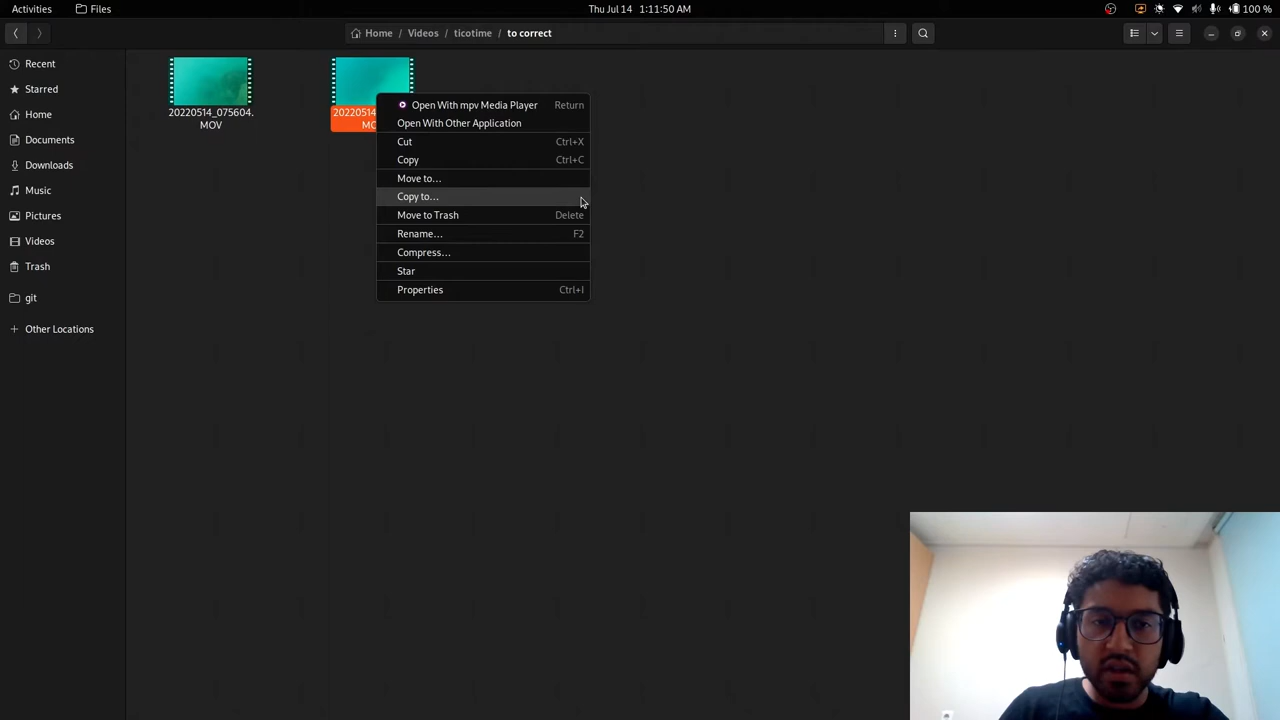 Activities Files Thu Jul 14 1:11:50 AM 100 %
Home / Videos / ticotime / to correct
Recent
Starred
Home
Documents
Downloads
Music
Pictures
Videos
Trash
git
+ Other Locations
20220514_075604.
MOV
20220514
MO
Open With mpv Media Player Return
Open With Other Application
Cut Ctrl+X
Copy Ctrl+C
Move to…
Copy to…
Move to Trash Delete
Rename… F2
Compress…
Star
Properties Ctrl+I